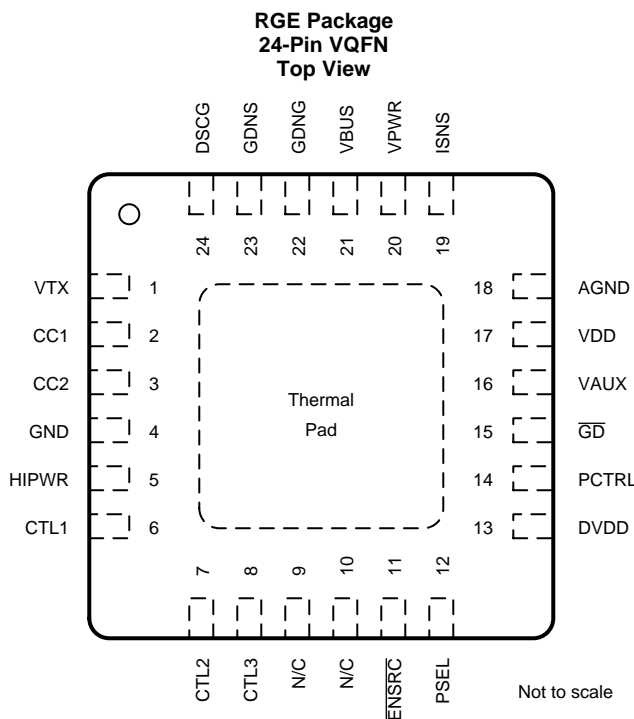 RGE Package
24-Pin VQFN
Top View
DSCG
GDNS
GDNG
VBUS
VPWR
ISNS
24
23
22
21
20
19
VTX 1
CC1 2
CC2 3
GND 4
HIPWR 5
CTL1 6
18 AGND
17 VDD
16 VAUX
15 G̅D̅
14 PCTRL
13 DVDD
Thermal
Pad
7
8
9
10
11
12
CTL2
CTL3
N/C
N/C
E̅N̅S̅R̅C̅
PSEL
Not to scale